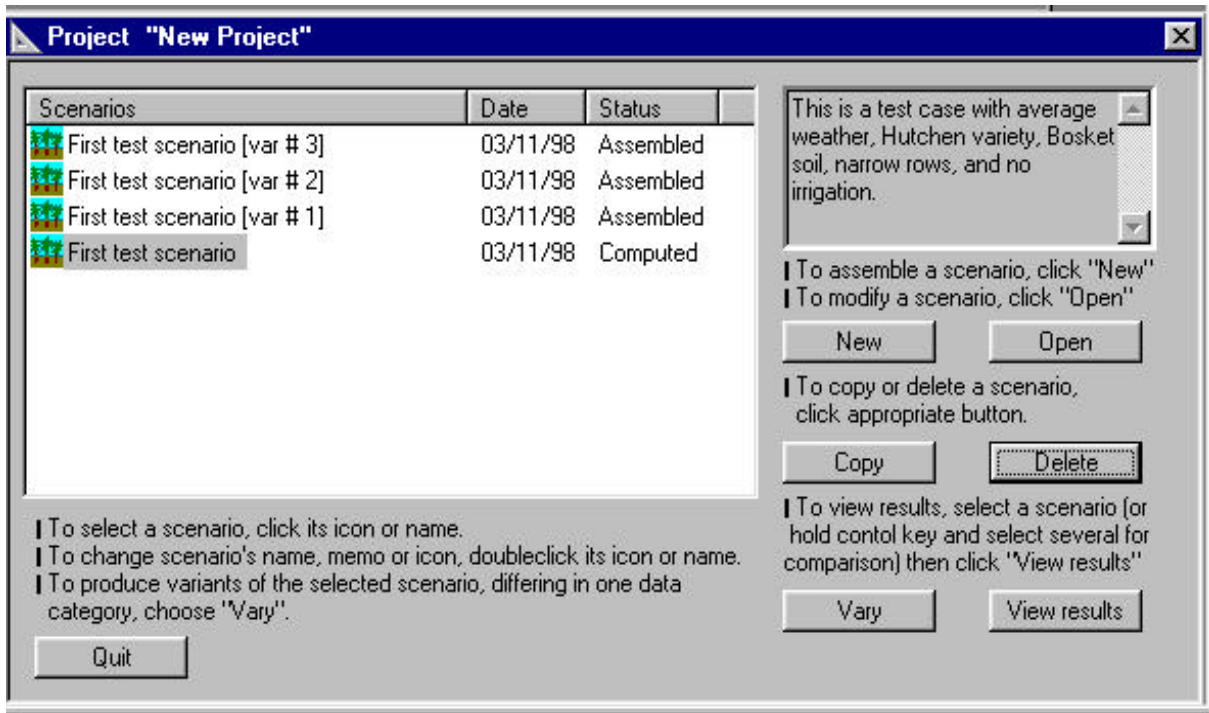 Project "New Project"
Scenarios Date Status
First test scenario [var # 3] 03/11/98 Assembled
First test scenario [var # 2] 03/11/98 Assembled
First test scenario [var # 1] 03/11/98 Assembled
First test scenario 03/11/98 Computed
This is a test case with average
weather, Hutchen variety, Bosket
soil, narrow rows, and no
irrigation.
To assemble a scenario, click "New"
To modify a scenario, click "Open"
New Open
To copy or delete a scenario,
click appropriate button.
Copy Delete
To view results, select a scenario (or
hold contol key and select several for
comparison) then click "View results"
Vary View results
To select a scenario, click its icon or name.
To change scenario's name, memo or icon, doubleclick its icon or name.
To produce variants of the selected scenario, differing in one data
category, choose "Vary".
Quit